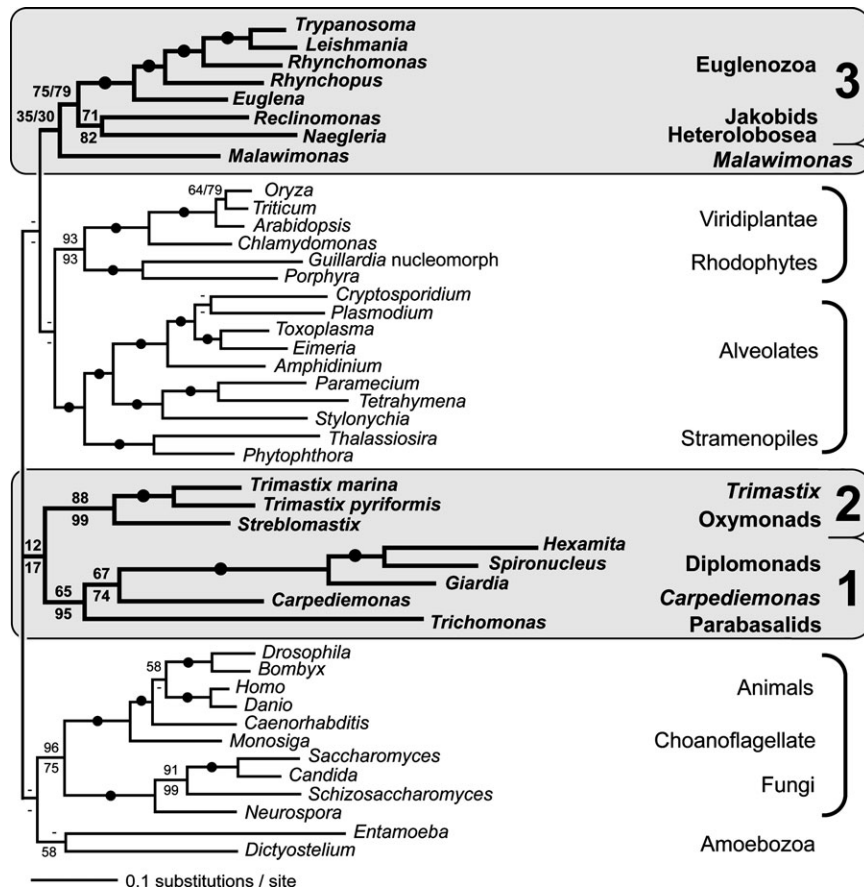 Trypanosoma
Leishmania
Rhynchomonas
Rhynchopus
Euglenozoa
3
75/79
Euglena
35/30
71
Reclinomonas
Jakobids
82
Naegleria
Heterolobosea
Malawimonas
Malawimonas
64/79
Oryza
Triticum
Viridiplantae
Arabidopsis
93
Chlamydomonas
93
Guillardia nucleomorph
Rhodophytes
Porphyra
-
-
Cryptosporidium
-
-
Plasmodium
-
-
Toxoplasma
Eimeria
Alveolates
Amphidinium
Paramecium
Tetrahymena
Stylonychia
Thalassiosira
Stramenopiles
Phytophthora
88
Trimastix marina
Trimastix
2
99
Trimastix pyriformis
Streblomastix
Oxymonads
12
17
Hexamita
Spironucleus
Diplomonads
1
67
Giardia
65
74
Carpediemonas
Carpediemonas
95
Trichomonas
Parabasalids
Drosophila
58
Bombyx
-
Homo
Animals
Danio
Caenorhabditis
96
Monosiga
Choanoflagellate
75
Saccharomyces
91
Candida
Fungi
99
Schizosaccharomyces
Neurospora
-
-
-
Entamoeba
Amoebozoa
58
Dictyostelium
0.1 substitutions / site